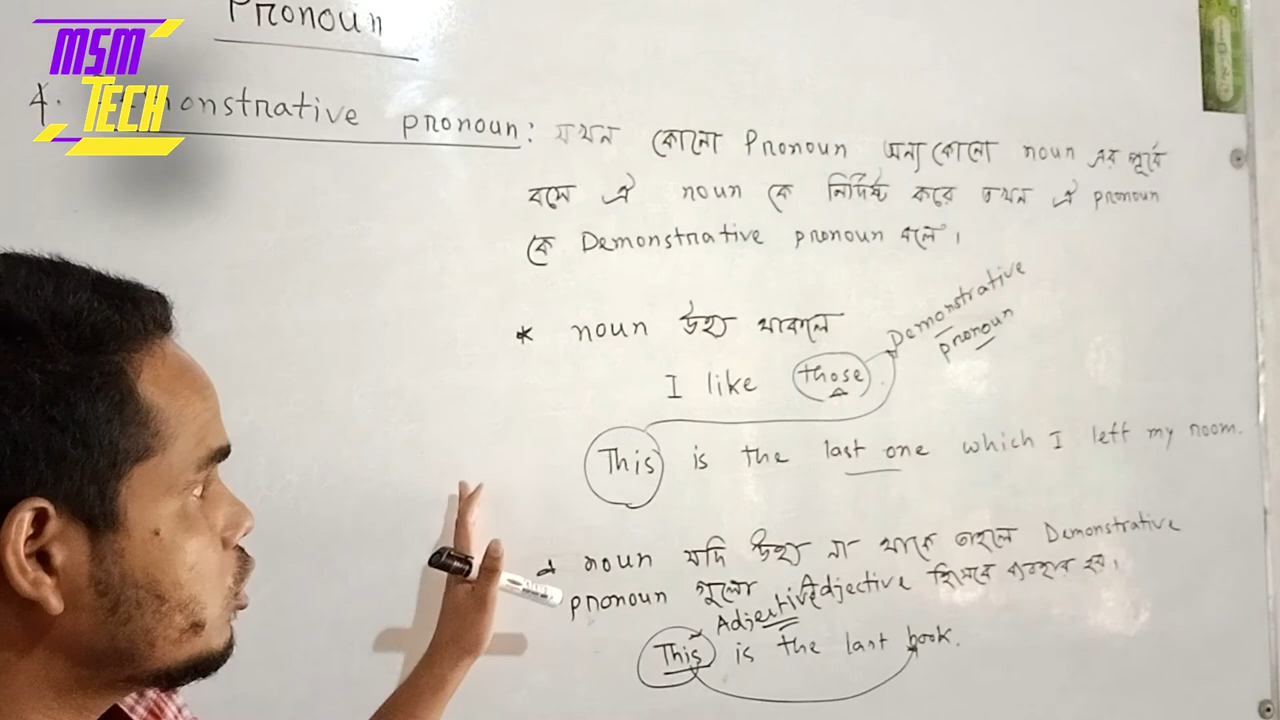 Pronoun
MSM
TECH
4. monstrative pronoun: যখন কোনো Pronoun অন্য কোনো noun এর পূর্বে
বসে ঐ noun কে নির্দিষ্ট করে তখন ঐ pronoun
কে Demonstrative pronoun বলে।
* noun উহ্য থাকলে
Demonstrative
pronoun
I like those.
This is the last one which I left my room.
* noun যদি উহ্য না থাকে তাহলে Demonstrative
pronoun গুলো Adjective হিসেবে ব্যবহার হয়।
Adjective
This is the last book.